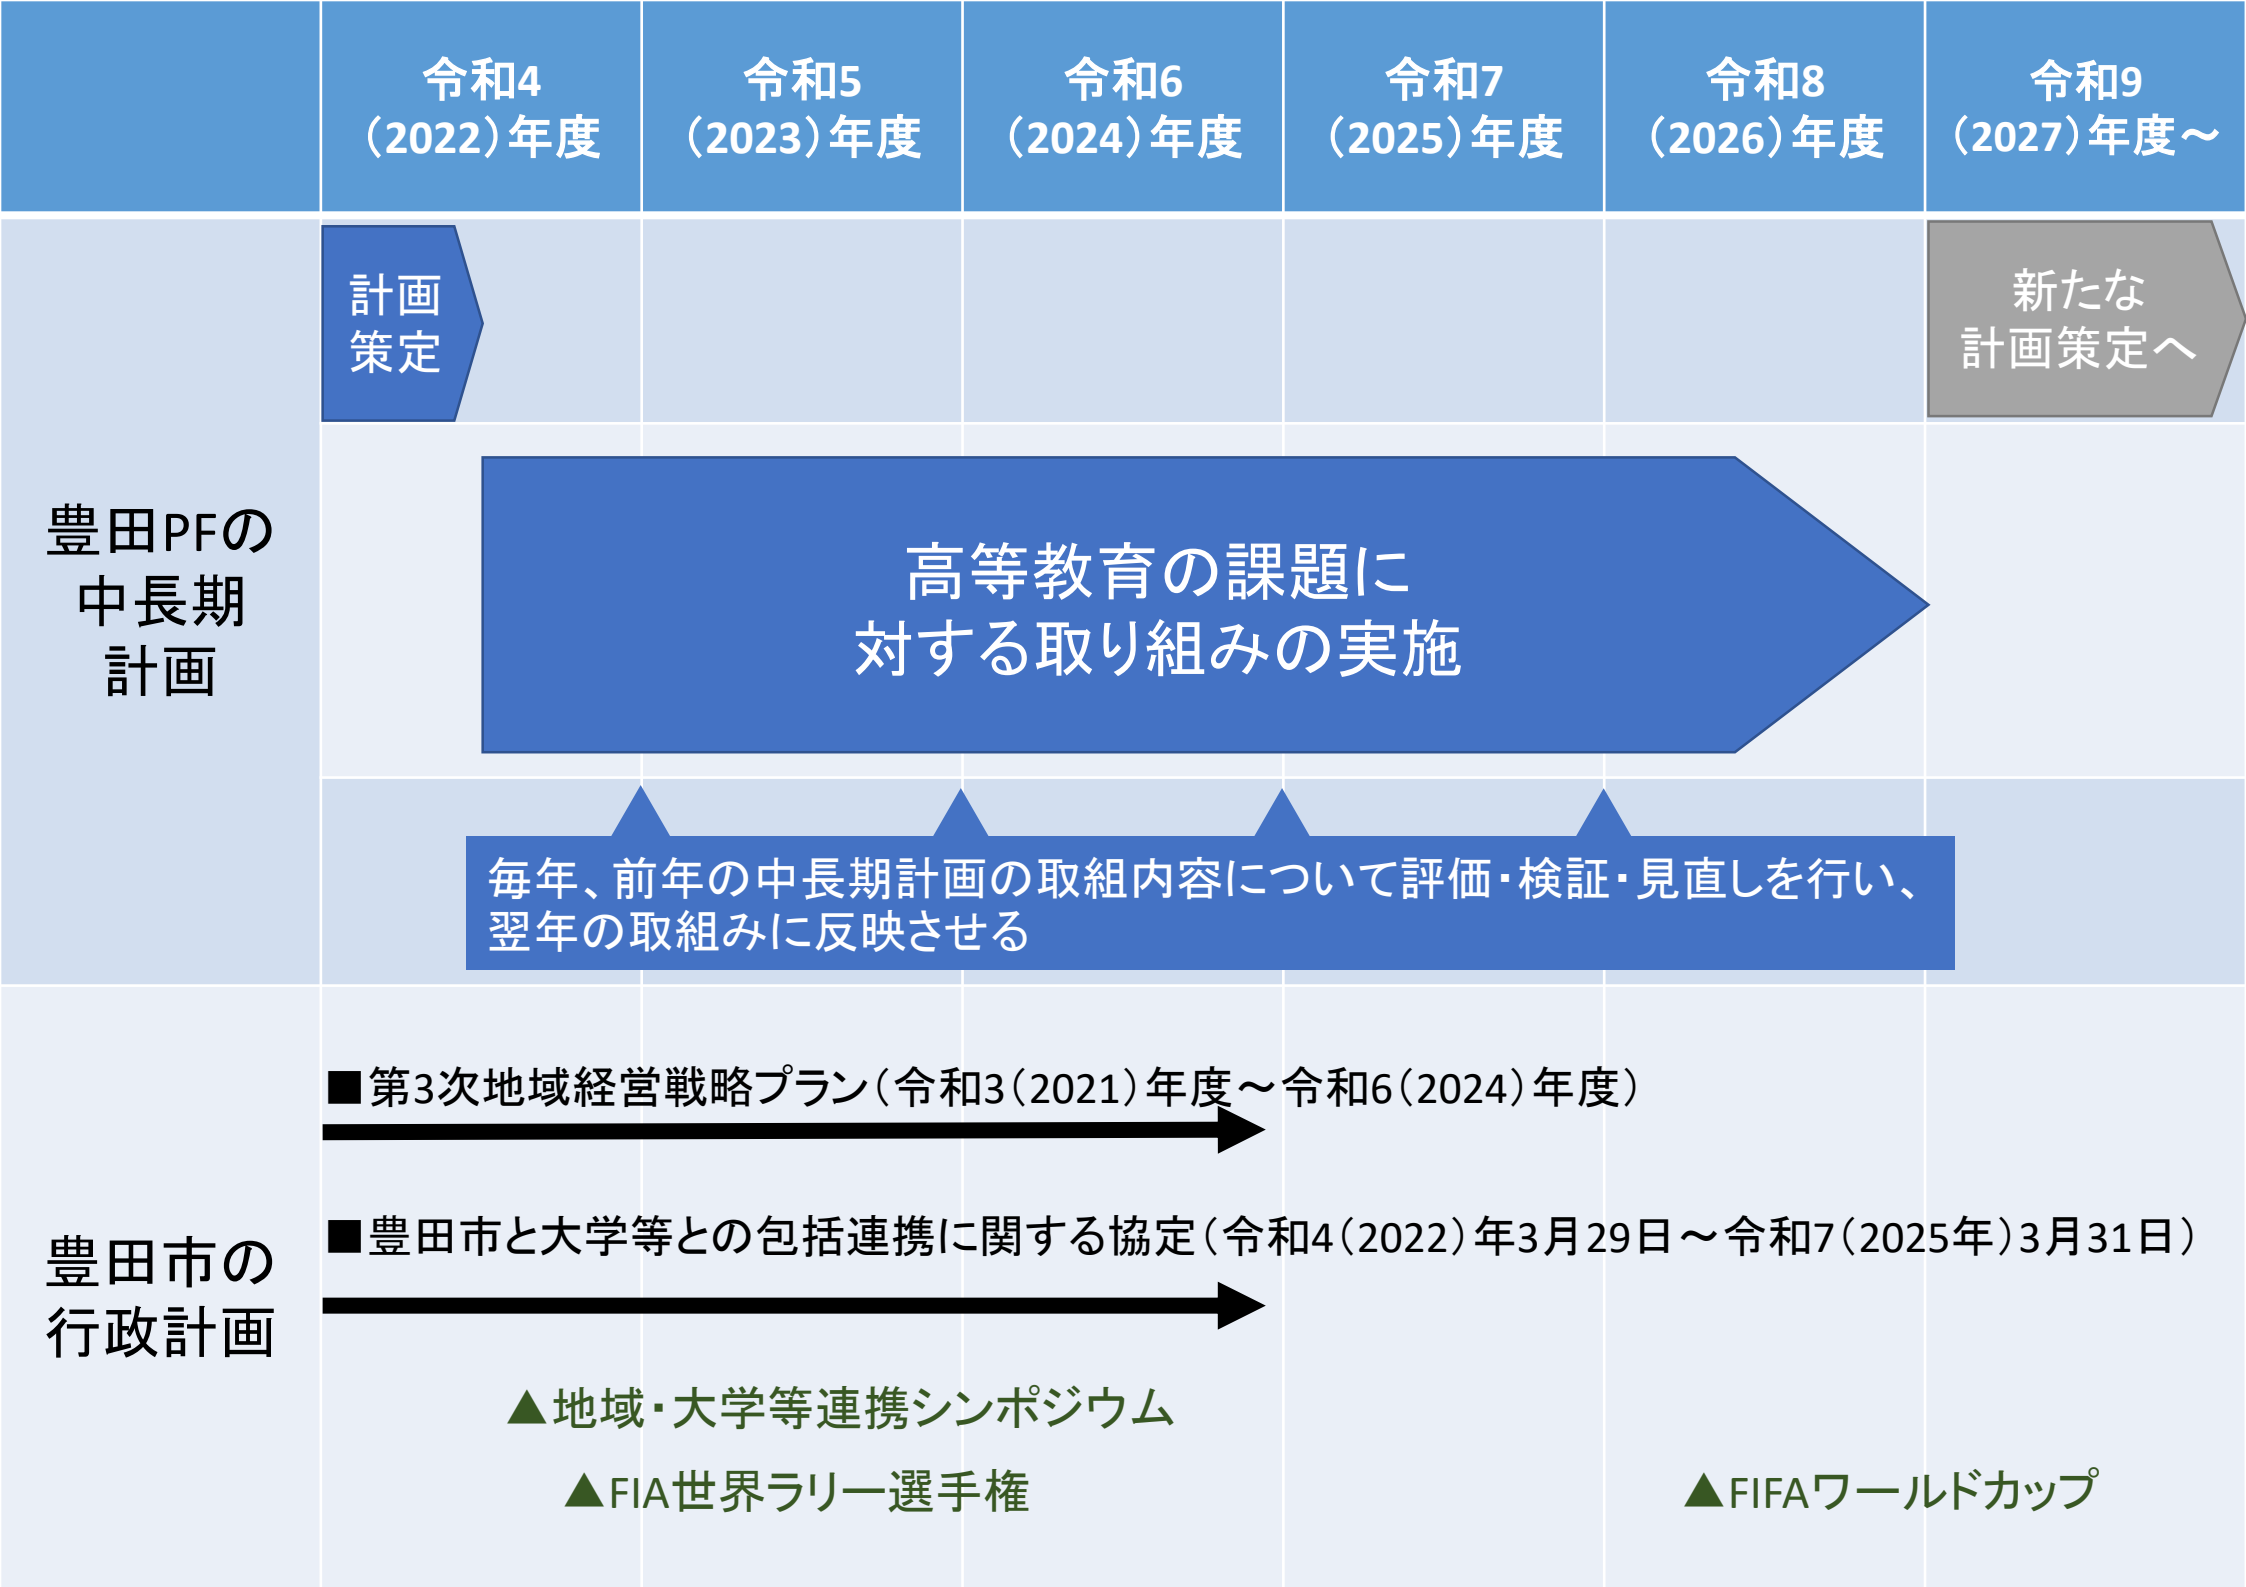 令和4
（2022）年度
令和5
（2023）年度
令和6
（2024）年度
令和7
（2025）年度
令和8
（2026）年度
令和9
（2027）年度～
豊田PFの
中長期
計画
計画
策定
新たな
計画策定へ
高等教育の課題に
対する取り組みの実施
毎年、前年の中長期計画の取組内容について評価・検証・見直しを行い、
翌年の取組みに反映させる
豊田市の
行政計画
■第3次地域経営戦略プラン（令和3（2021）年度～令和6（2024）年度）
■豊田市と大学等との包括連携に関する協定（令和4（2022）年3月29日～令和7（2025年）3月31日）
▲地域・大学等連携シンポジウム
▲FIA世界ラリー選手権
▲FIFAワールドカップ